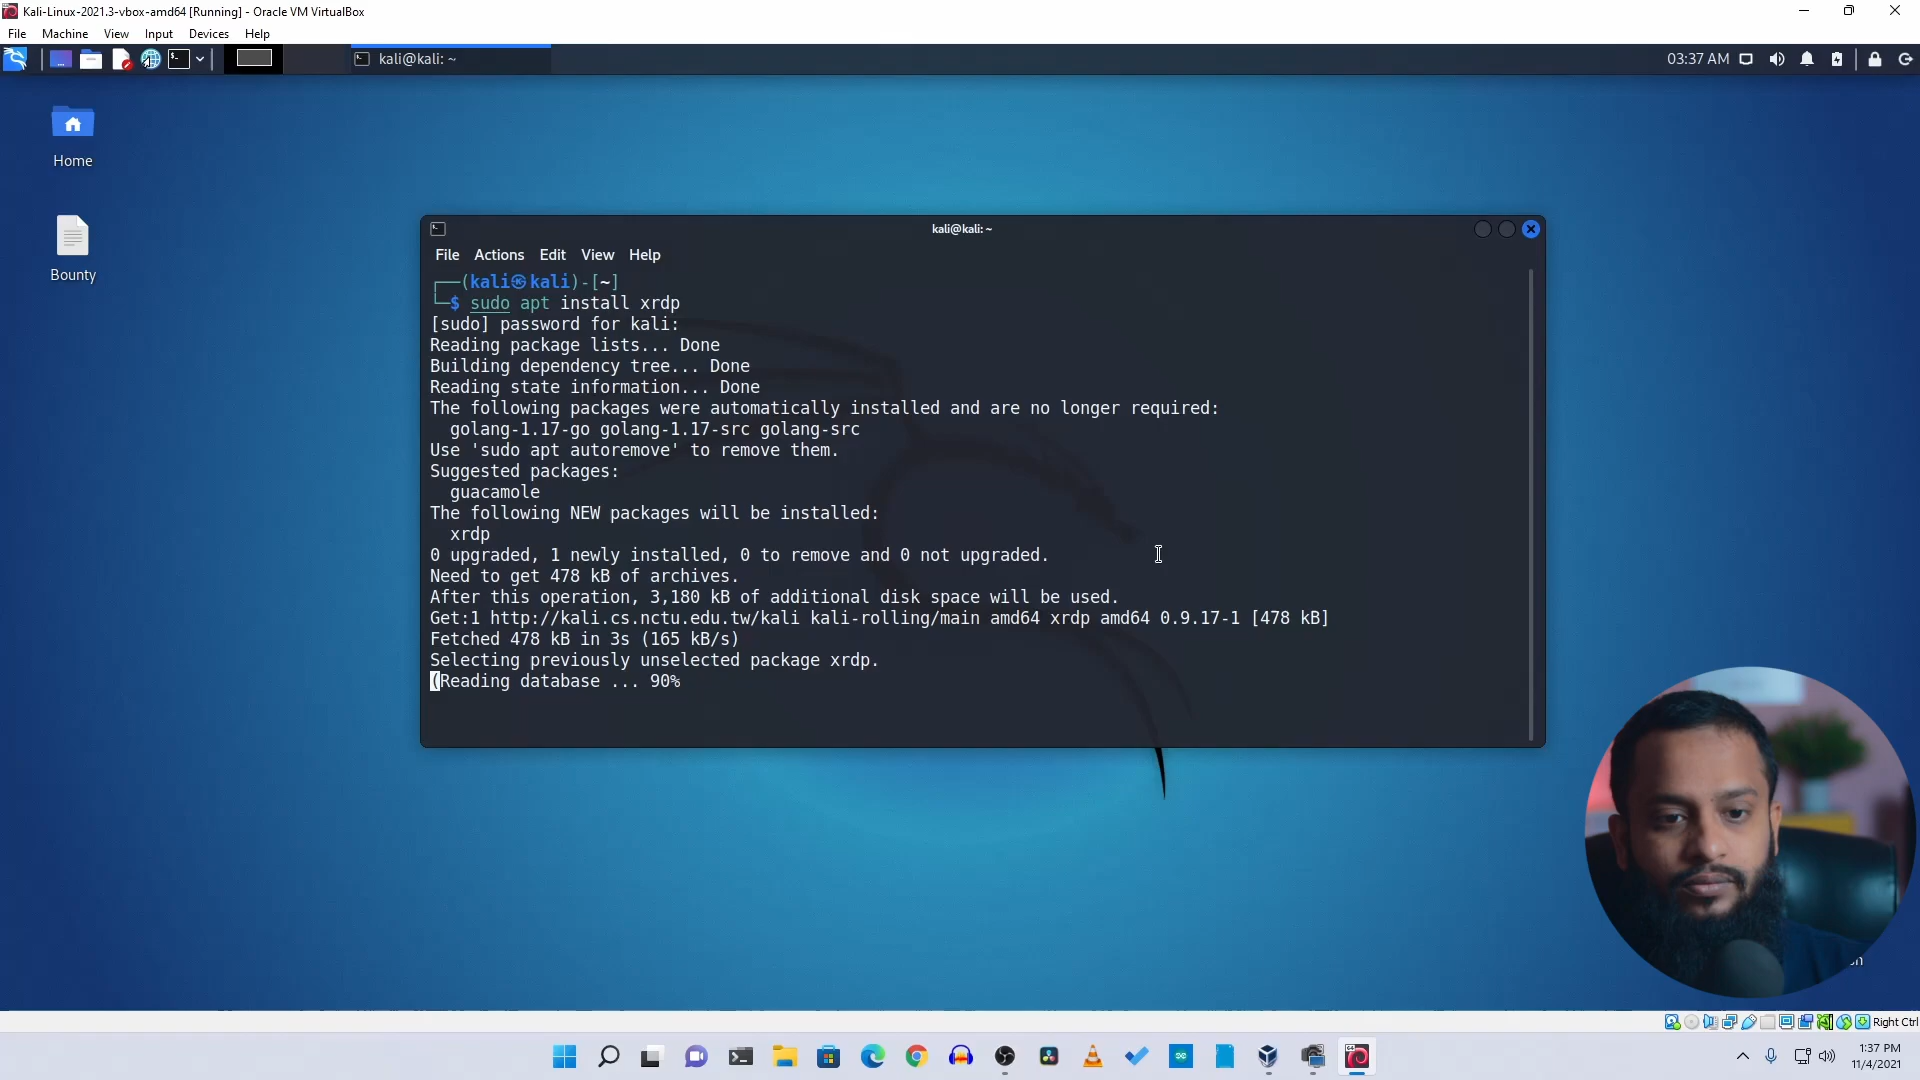 Kali-Linux-2021.3-vbox-amd64 [Running] - Oracle VM VirtualBox
File Machine View Input Devices Help
kali@kali: ~
03:37 AM
Home
Bounty
kali@kali: ~
File Actions Edit View Help
┌──(kali㉿kali)-[~]
└─$ sudo apt install xrdp
[sudo] password for kali:
Reading package lists... Done
Building dependency tree... Done
Reading state information... Done
The following packages were automatically installed and are no longer required:
golang-1.17-go golang-1.17-src golang-src
Use 'sudo apt autoremove' to remove them.
Suggested packages:
guacamole
The following NEW packages will be installed:
xrdp
0 upgraded, 1 newly installed, 0 to remove and 0 not upgraded.
Need to get 478 kB of archives.
After this operation, 3,180 kB of additional disk space will be used.
Get:1 http://kali.cs.nctu.edu.tw/kali kali-rolling/main amd64 xrdp amd64 0.9.17-1 [478 kB]
Fetched 478 kB in 3s (165 kB/s)
Selecting previously unselected package xrdp.
(Reading database ... 90%
Right Ctrl
1:37 PM
11/4/2021